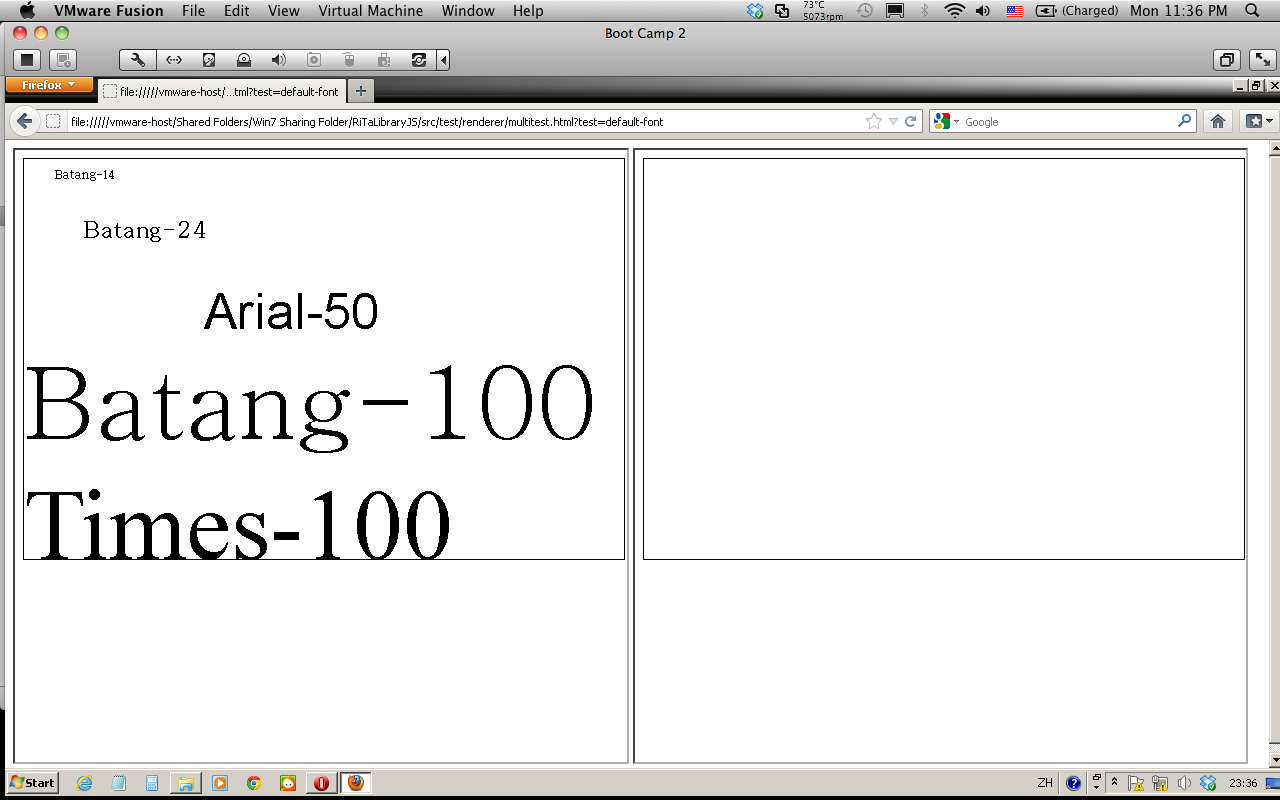 VMware Fusion File Edit View Virtual Machine Window Help 73°C 5073rpm (Charged) Mon 11:36 PM
Boot Camp 2
Firefox
file://///vmware-host/...tml?test=default-font
file://///vmware-host/Shared Folders/Win7 Sharing Folder/RiTaLibraryJS/src/test/renderer/multitest.html?test=default-font Google
Batang-14
Batang-24
Arial-50
Batang-100
Times-100
Start ZH 23:36